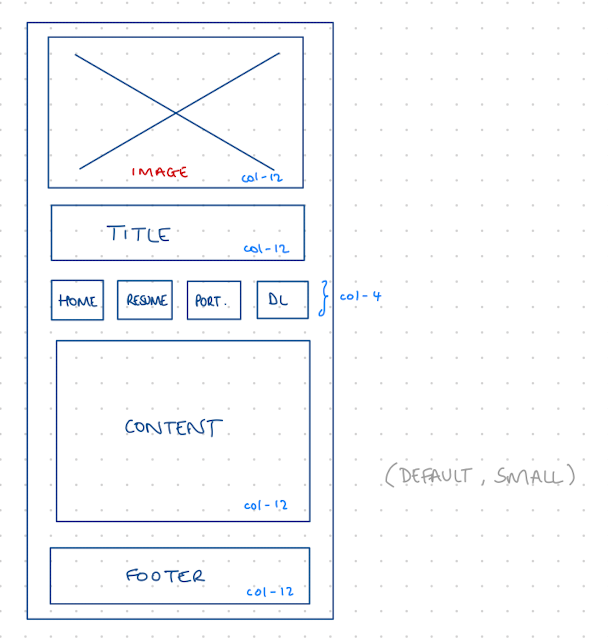 IMAGE
col-12
TITLE
col-12
HOME RESUME PORT. DL col-4
CONTENT
(DEFAULT, SMALL)
col-12
FOOTER
col-12